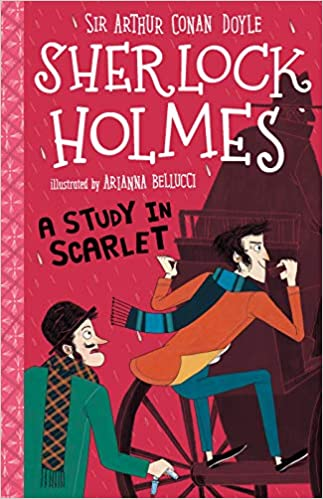 SIR ARTHUR CONAN DOYLE
SHERLOCK
HOLMES
illustrated by ARIANNA BELLUCCI
A STUDY IN
SCARLET